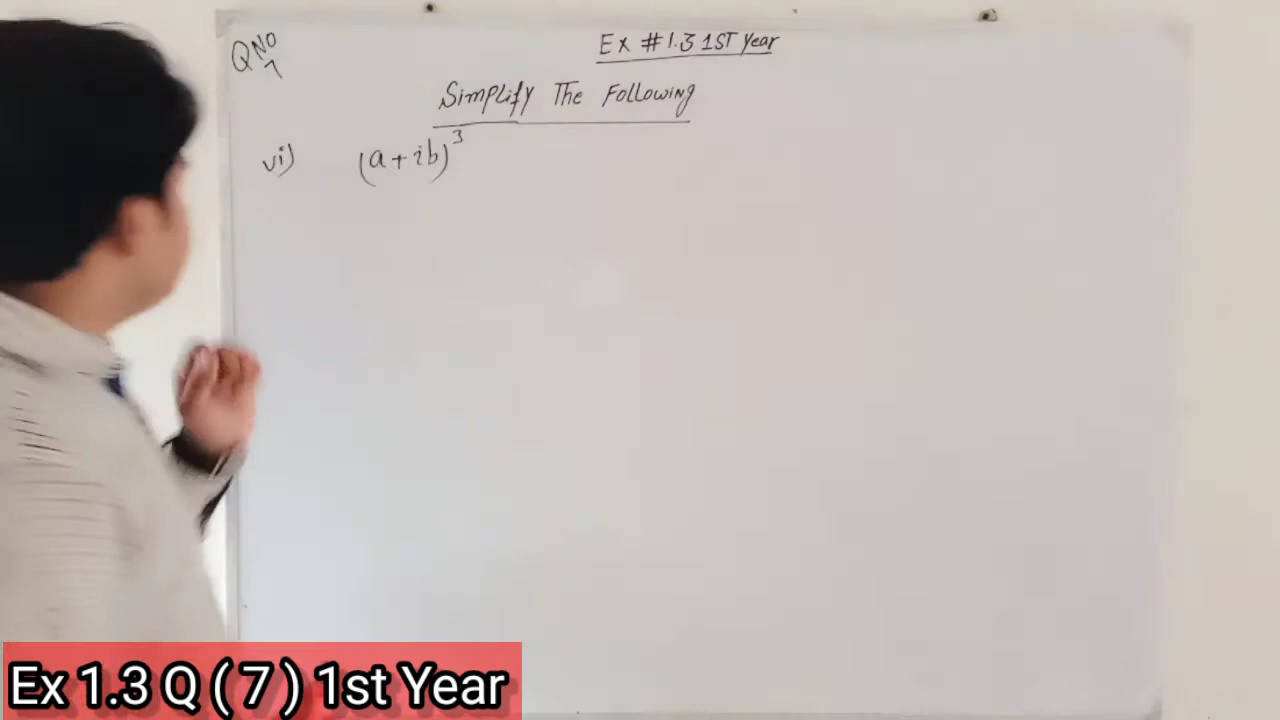 Q NO
7
Ex # 1.3 1ST Year
Simplify The Following
vi) (a + ib)³
Ex 1.3 Q ( 7 ) 1st Year